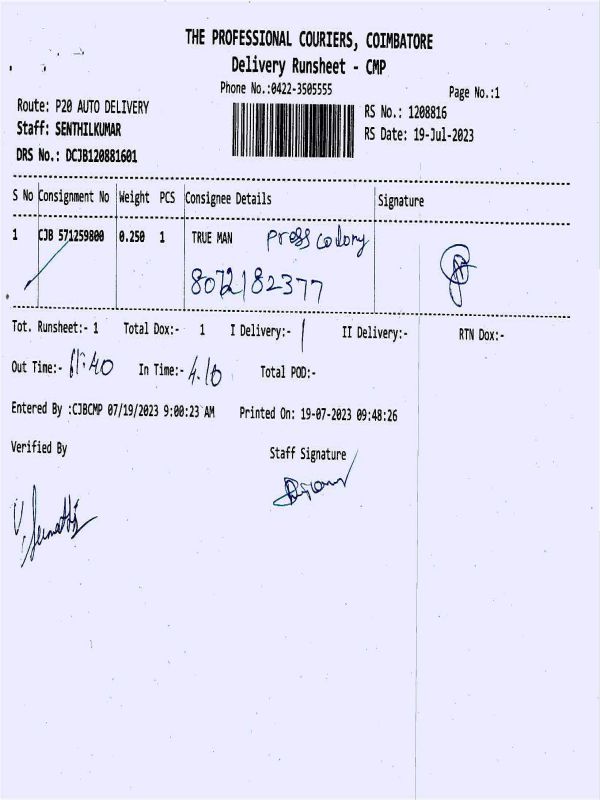 THE PROFESSIONAL COURIERS, COIMBATORE
Delivery Runsheet - CMP
Phone No.:0422-3505555
Page No.:1
Route: P20 AUTO DELIVERY
RS No.: 1208816
Staff: SENTHILKUMAR
RS Date: 19-Jul-2023
DRS No.: DCJB120881601
S No Consignment No Weight PCS Consignee Details Signature
1 CJB 571259800 0.250 1 TRUE MAN press colony
8072182377
Tot. Runsheet:- 1 Total Dox:- 1 I Delivery:- 1 II Delivery:- RTN Dox:-
Out Time:- 11:40 In Time:- 4.10 Total POD:-
Entered By :CJBCMP 07/19/2023 9:00:23 AM Printed On: 19-07-2023 09:48:26
Verified By Staff Signature